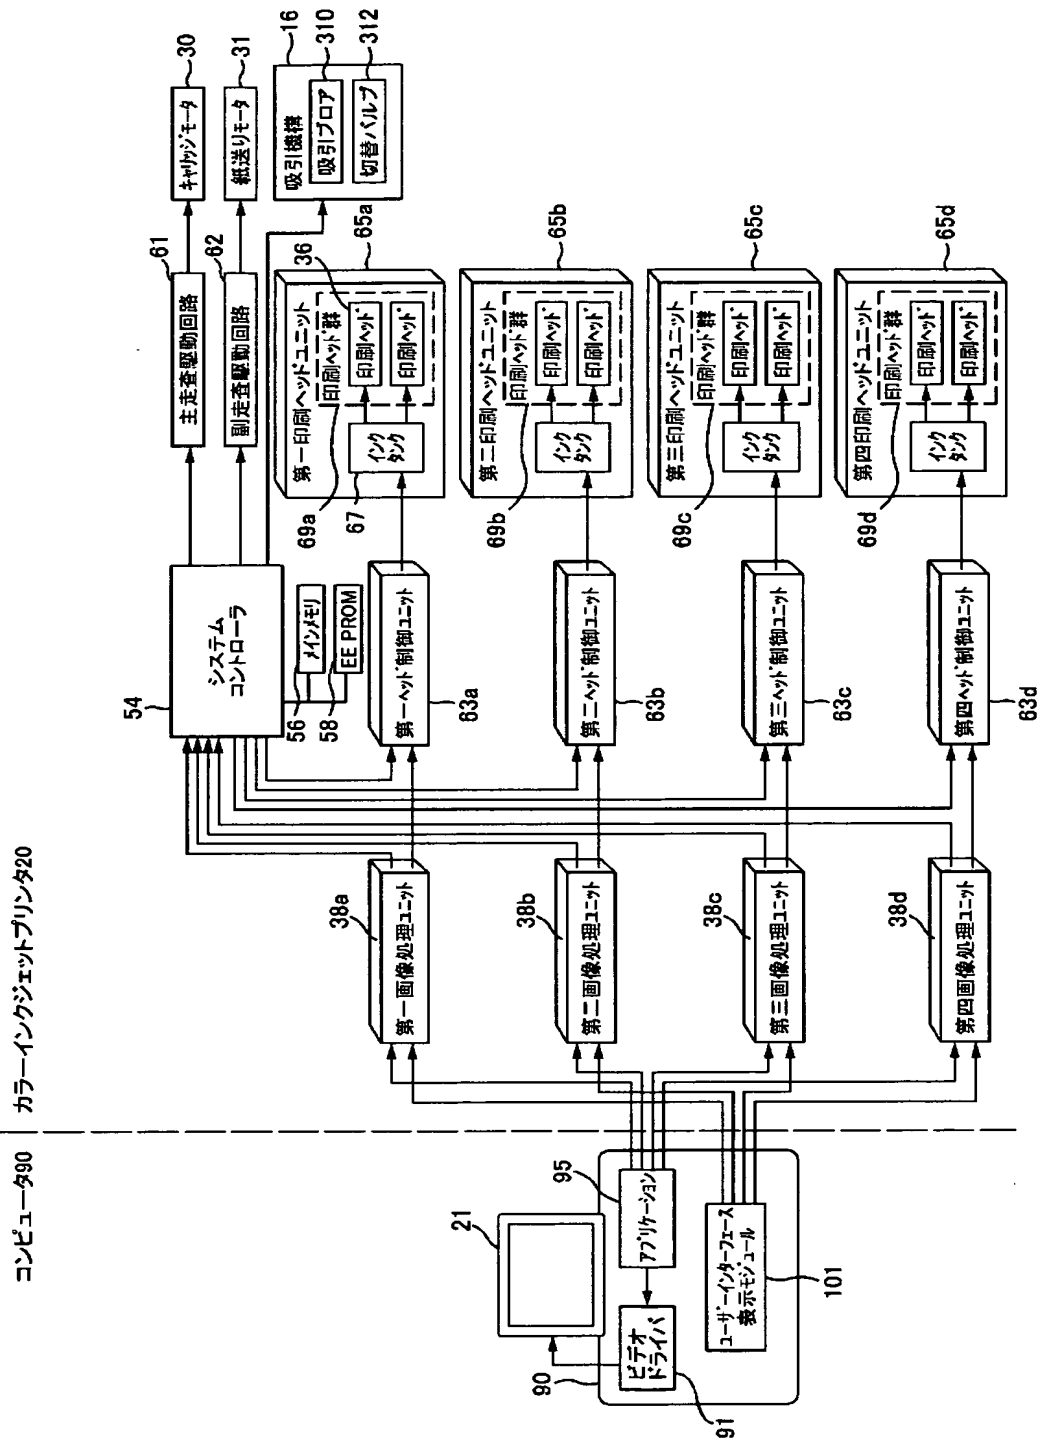 コンピュータ90
カラーインクジェットプリンタ20
21
90
ビデオ
ドライバ
91
95
アプリケーション
ユーザーインターフェース
表示モジュール
101
38a
第一画像処理ユニット
38b
第二画像処理ユニット
38c
第三画像処理ユニット
38d
第四画像処理ユニット
54
システム
コントローラ
56
メインメモリ
58
EEPROM
第一ヘッド制御ユニット
63a
第二ヘッド制御ユニット
63b
第三ヘッド制御ユニット
63c
第四ヘッド制御ユニット
63d
61
主走査駆動回路
62
副走査駆動回路
30
キャリッジモータ
31
紙送りモータ
16
吸引機構
310
吸引ブロア
312
切替バルブ
65a
第一印刷ヘッドユニット
印刷ヘッド群
36
印刷ヘッド
印刷ヘッド
インク
タンク
69a
67
65b
第二印刷ヘッドユニット
印刷ヘッド群
印刷ヘッド
印刷ヘッド
インク
タンク
69b
65c
第三印刷ヘッドユニット
印刷ヘッド群
印刷ヘッド
印刷ヘッド
インク
タンク
69c
65d
第四印刷ヘッドユニット
印刷ヘッド群
印刷ヘッド
印刷ヘッド
インク
タンク
69d